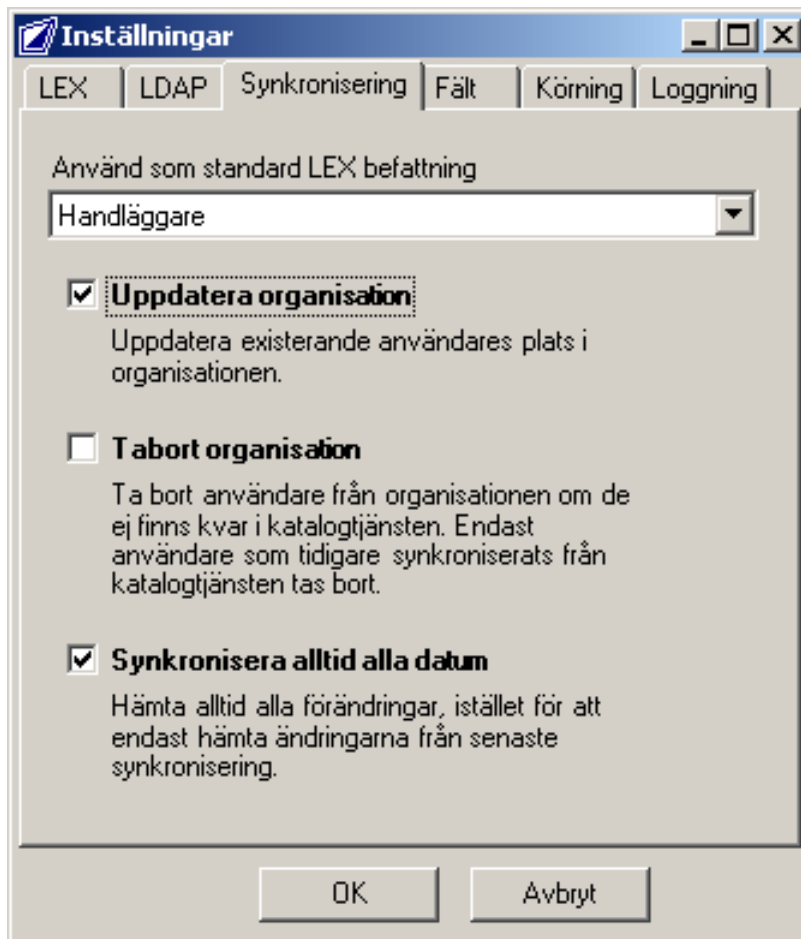 Inställningar
LEX LDAP Synkronisering Fält Körning Loggning
Använd som standard LEX befattning
Handläggare
Uppdatera organisation
Uppdatera existerande användares plats i
organisationen.
Tabort organisation
Ta bort användare från organisationen om de
ej finns kvar i katalogtjänsten. Endast
användare som tidigare synkroniserats från
katalogtjänsten tas bort.
Synkronisera alltid alla datum
Hämta alltid alla förändringar, istället för att
endast hämta ändringarna från senaste
synkronisering.
OK Avbryt